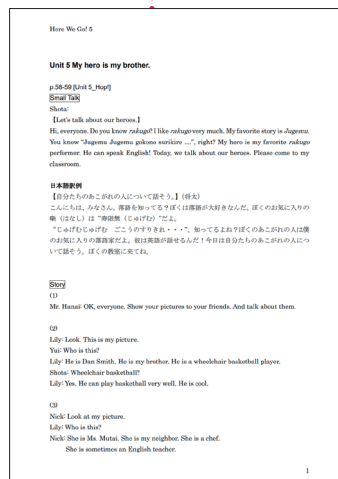 Here We Go! 5
Unit 5 My hero is my brother.
p.58-59 [Unit 5_Hop!]
Small Talk
Shota:
【Let's talk about our heroes.】
Hi, everyone. Do you know rakugo? I like rakugo very much. My favorite story is Jugemu.
You know "Jugemu Jugemu gokono surikire ....", right? My hero is my favorite rakugo
performer. He can speak English! Today, we talk about our heroes. Please come to my
classroom.
日本語訳例
【自分たちのあこがれの人について話そう。】(将太)
こんにちは、みなさん。落語を知ってる？ぼくは落語が大好きなんだ。ぼくのお気に入りの
噺（はなし）は“寿限無（じゅげむ）”だよ。
“じゅげむじゅげむ　ごこうのすりきれ・・・”、知ってるよね？ぼくのあこがれの人は僕
のお気に入りの落語家だよ。彼は英語が話せるんだ！今日は自分たちのあこがれの人につ
いて話そう。ぼくの教室に来てね。
Story
(1)
Mr. Hanai: OK, everyone. Show your pictures to your friends. And talk about them.
(2)
Lily: Look. This is my picture.
Yui: Who is this?
Lily: He is Dan Smith. He is my brother. He is a wheelchair basketball player.
Shota: Wheelchair basketball?
Lily: Yes. He can play basketball very well. He is cool.
(3)
Nick: Look at my picture.
Lily: Who is this?
Nick: She is Ms. Mutai. She is my neighbor. She is a chef.
She is sometimes an English teacher.
1